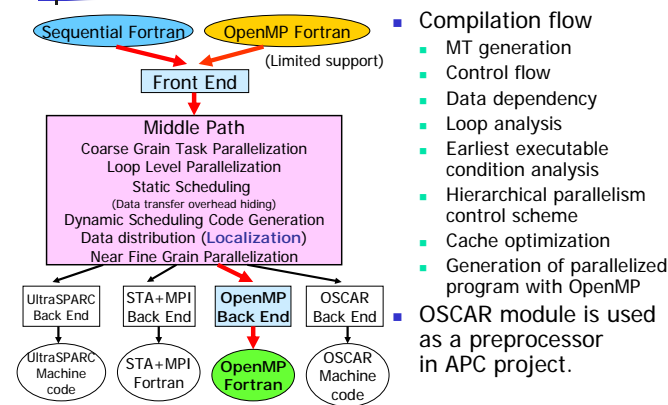 Sequential Fortran
OpenMP Fortran
(Limited support)
Front End
Middle Path
Coarse Grain Task Parallelization
Loop Level Parallelization
Static Scheduling
(Data transfer overhead hiding)
Dynamic Scheduling Code Generation
Data distribution (Localization)
Near Fine Grain Parallelization
UltraSPARC
Back End
STA+MPI
Back End
OpenMP
Back End
OSCAR
Back End
UltraSPARC
Machine
code
STA+MPI
Fortran
OpenMP
Fortran
OSCAR
Machine
code
Compilation flow
MT generation
Control flow
Data dependency
Loop analysis
Earliest executable
condition analysis
Hierarchical parallelism
control scheme
Cache optimization
Generation of parallelized
program with OpenMP
OSCAR module is used
as a preprocessor
in APC project.